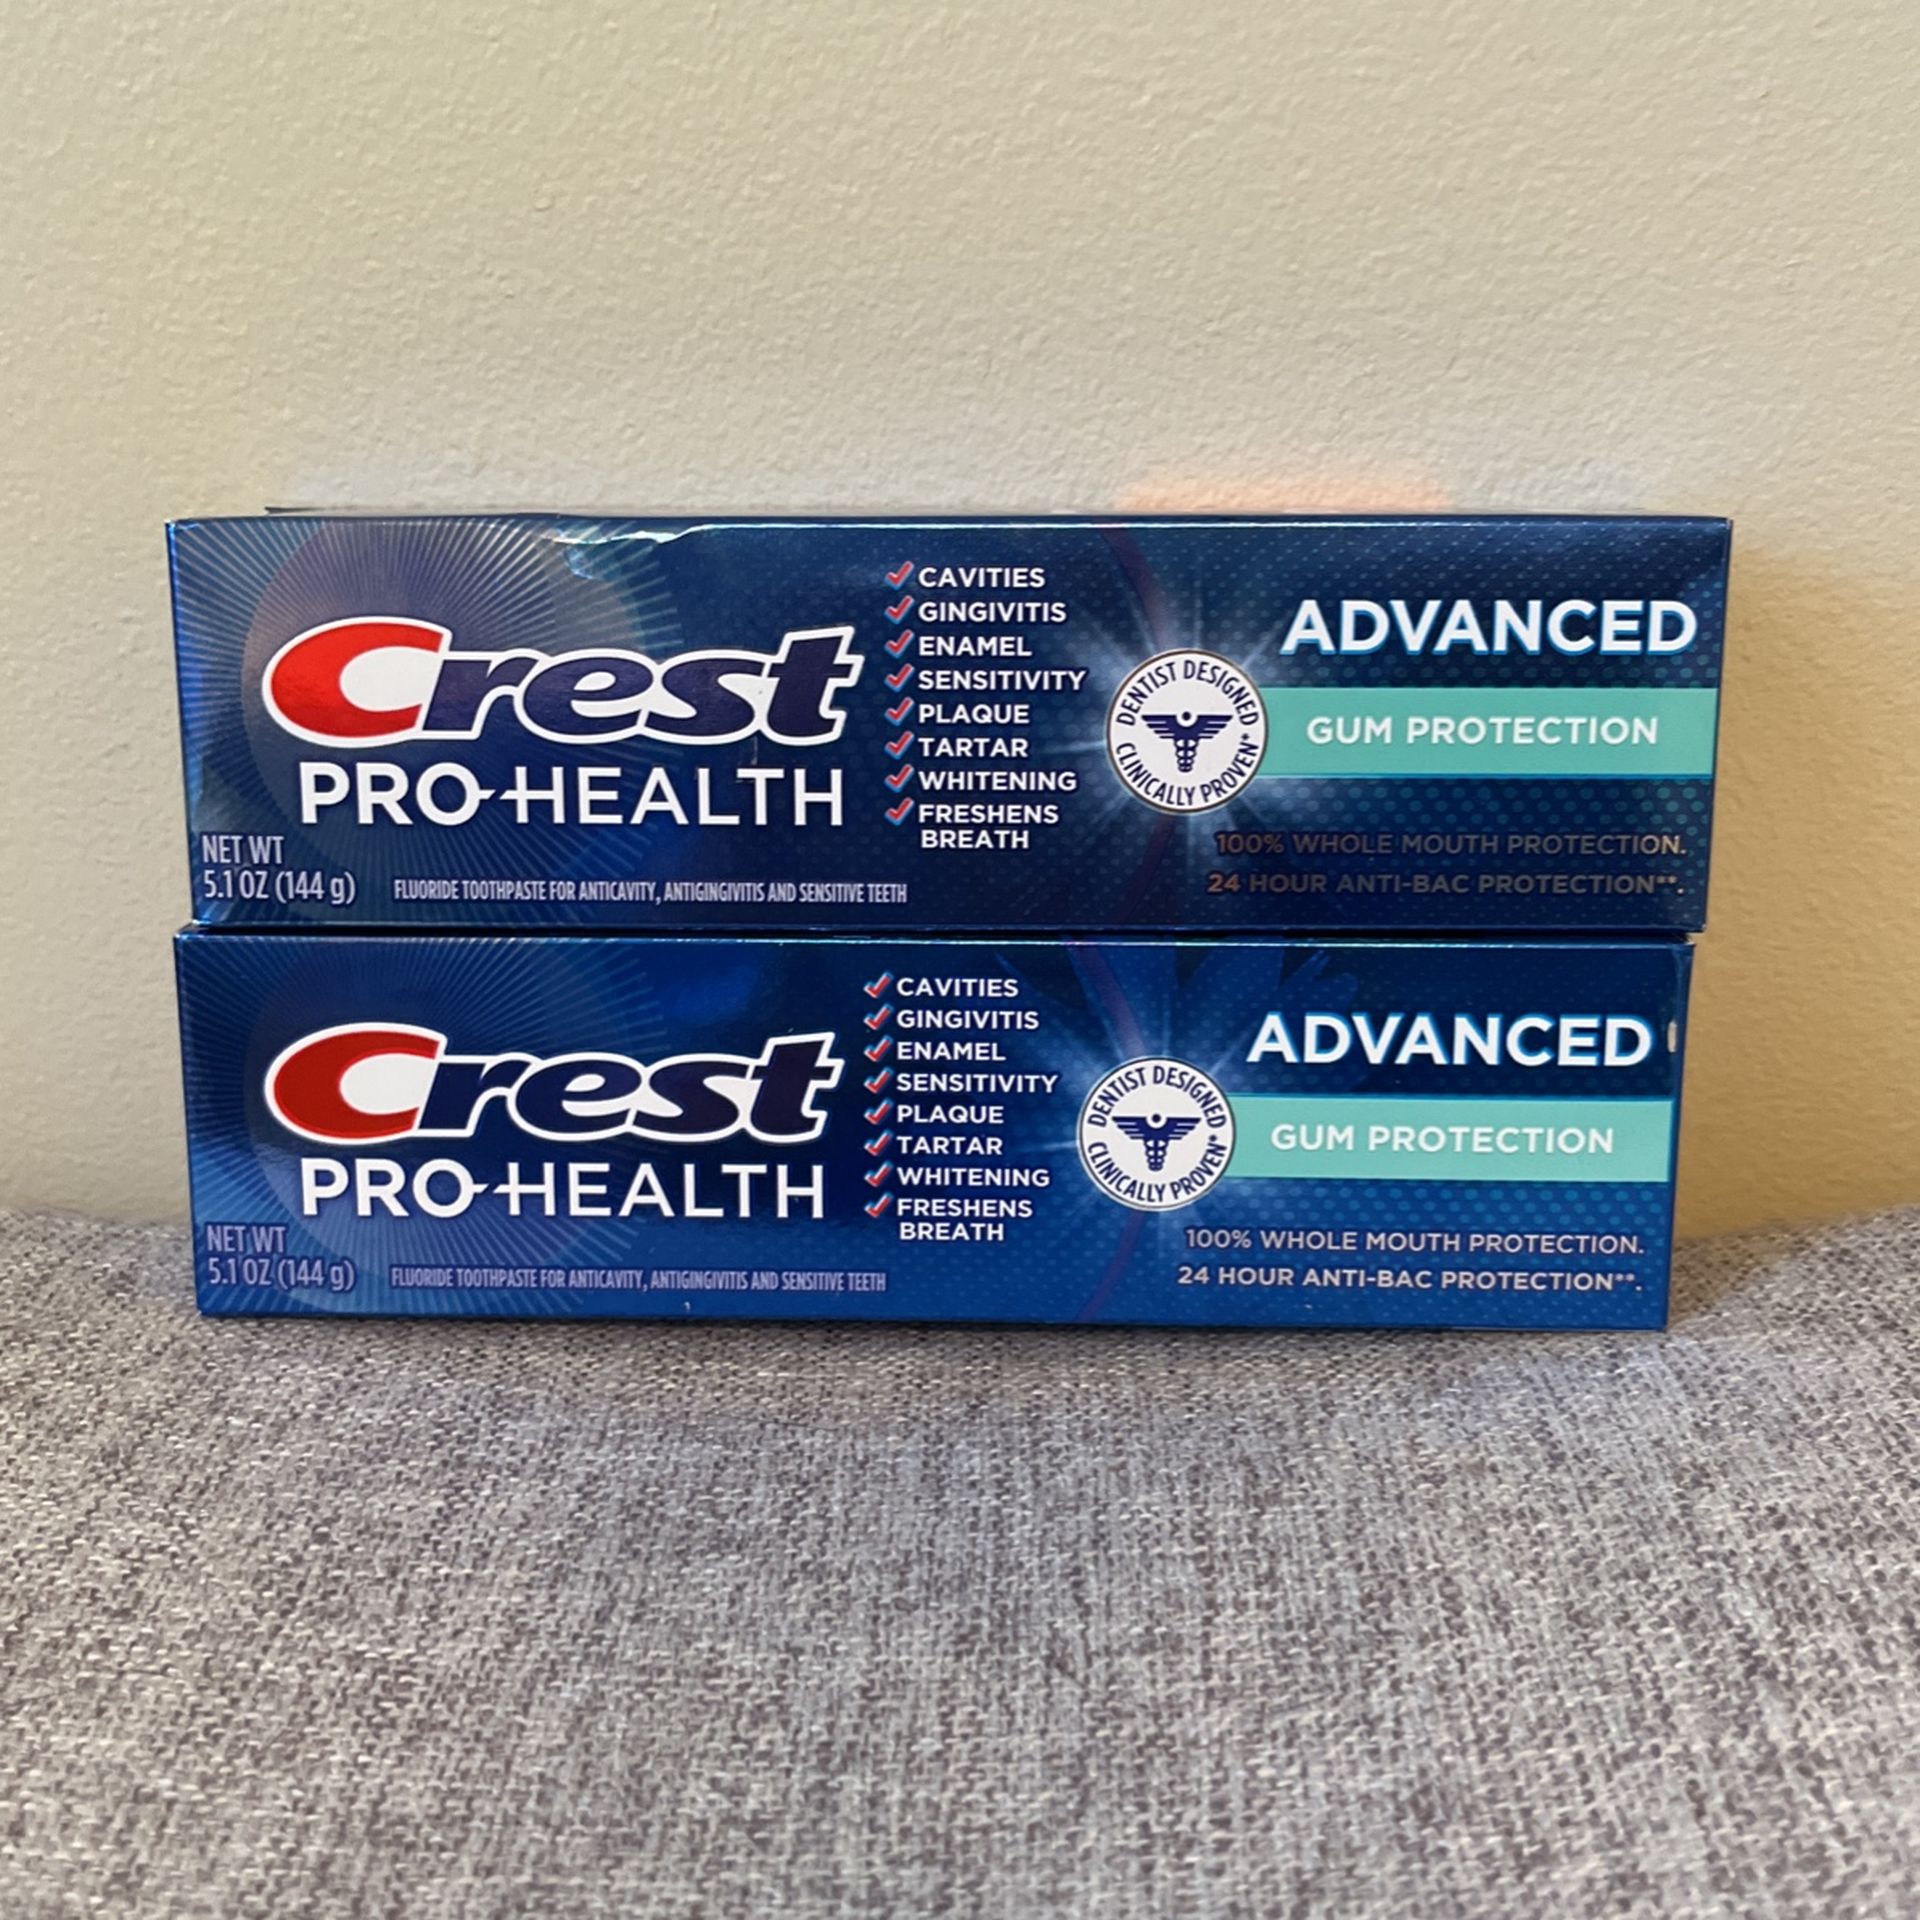 Crest
PRO-HEALTH
NET WT
5.1 OZ (144 g)
FLUORIDE TOOTHPASTE FOR ANTICAVITY, ANTIGINGIVITIS AND SENSITIVE TEETH
CAVITIES
GINGIVITIS
ENAMEL
SENSITIVITY
PLAQUE
TARTAR
WHITENING
FRESHENS
BREATH
DENTIST DESIGNED
CLINICALLY PROVEN*
ADVANCED
GUM PROTECTION
100% WHOLE MOUTH PROTECTION.
24 HOUR ANTI-BAC PROTECTION**.
Crest
PRO-HEALTH
NET WT
5.1 OZ (144 g)
FLUORIDE TOOTHPASTE FOR ANTICAVITY, ANTIGINGIVITIS AND SENSITIVE TEETH
CAVITIES
GINGIVITIS
ENAMEL
SENSITIVITY
PLAQUE
TARTAR
WHITENING
FRESHENS
BREATH
DENTIST DESIGNED
CLINICALLY PROVEN*
ADVANCED
GUM PROTECTION
100% WHOLE MOUTH PROTECTION.
24 HOUR ANTI-BAC PROTECTION**.